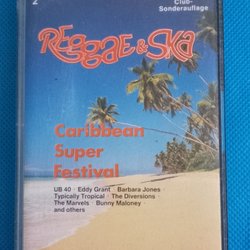 2
Club-
Sonderauflage
REGGAE & SKA
Caribbean
Super
Festival
UB 40 · Eddy Grant · Barbara Jones
Typically Tropical · The Diversions
The Marvels · Bunny Maloney
and others